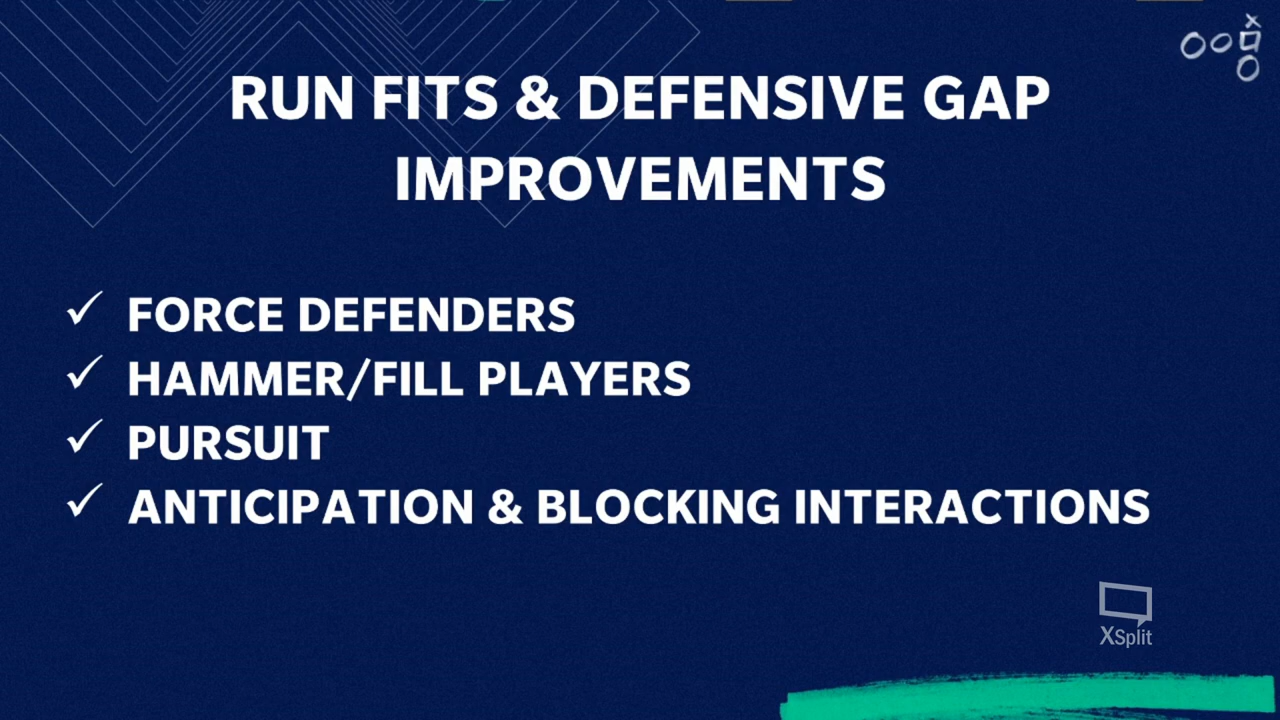 RUN FITS & DEFENSIVE GAP
IMPROVEMENTS
✓ FORCE DEFENDERS
✓ HAMMER/FILL PLAYERS
✓ PURSUIT
✓ ANTICIPATION & BLOCKING INTERACTIONS
XSplit